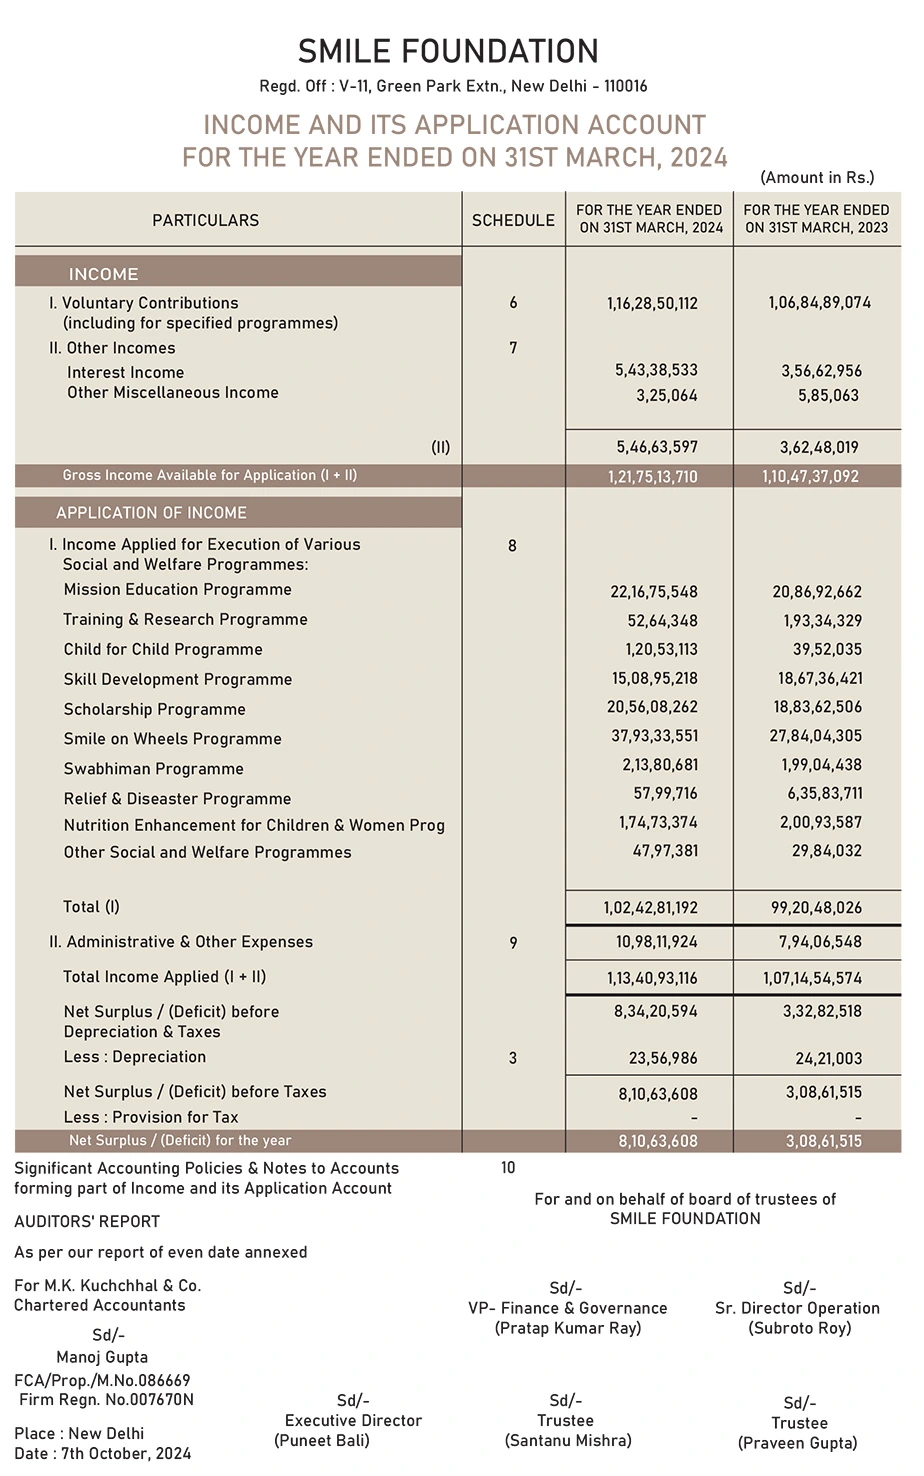 SMILE FOUNDATION
Regd. Off : V-11, Green Park Extn., New Delhi - 110016
INCOME AND ITS APPLICATION ACCOUNT
FOR THE YEAR ENDED ON 31ST MARCH, 2024
(Amount in Rs.)
PARTICULARS SCHEDULE FOR THE YEAR ENDED ON 31ST MARCH, 2024 FOR THE YEAR ENDED ON 31ST MARCH, 2023
INCOME
I. Voluntary Contributions 6 1,16,28,50,112 1,06,84,89,074
(including for specified programmes)
II. Other Incomes 7
Interest Income 5,43,38,533 3,56,62,956
Other Miscellaneous Income 3,25,064 5,85,063
(II) 5,46,63,597 3,62,48,019
Gross Income Available for Application (I + II) 1,21,75,13,710 1,10,47,37,092
APPLICATION OF INCOME
I. Income Applied for Execution of Various 8
Social and Welfare Programmes:
Mission Education Programme 22,16,75,548 20,86,92,662
Training & Research Programme 52,64,348 1,93,34,329
Child for Child Programme 1,20,53,113 39,52,035
Skill Development Programme 15,08,95,218 18,67,36,421
Scholarship Programme 20,56,08,262 18,83,62,506
Smile on Wheels Programme 37,93,33,551 27,84,04,305
Swabhiman Programme 2,13,80,681 1,99,04,438
Relief & Diseaster Programme 57,99,716 6,35,83,711
Nutrition Enhancement for Children & Women Prog 1,74,73,374 2,00,93,587
Other Social and Welfare Programmes 47,97,381 29,84,032
Total (I) 1,02,42,81,192 99,20,48,026
II. Administrative & Other Expenses 9 10,98,11,924 7,94,06,548
Total Income Applied (I + II) 1,13,40,93,116 1,07,14,54,574
Net Surplus / (Deficit) before 8,34,20,594 3,32,82,518
Depreciation & Taxes
Less : Depreciation 3 23,56,986 24,21,003
Net Surplus / (Deficit) before Taxes 8,10,63,608 3,08,61,515
Less : Provision for Tax – –
Net Surplus / (Deficit) for the year 8,10,63,608 3,08,61,515
Significant Accounting Policies & Notes to Accounts 10
forming part of Income and its Application Account
For and on behalf of board of trustees of
SMILE FOUNDATION
AUDITORS' REPORT
As per our report of even date annexed
For M.K. Kuchchhal & Co.
Chartered Accountants
Sd/-
Manoj Gupta
FCA/Prop./M.No.086669
Firm Regn. No.007670N
Place : New Delhi
Date : 7th October, 2024
Sd/-
VP- Finance & Governance
(Pratap Kumar Ray)
Sd/-
Sr. Director Operation
(Subroto Roy)
Sd/-
Executive Director
(Puneet Bali)
Sd/-
Trustee
(Santanu Mishra)
Sd/-
Trustee
(Praveen Gupta)